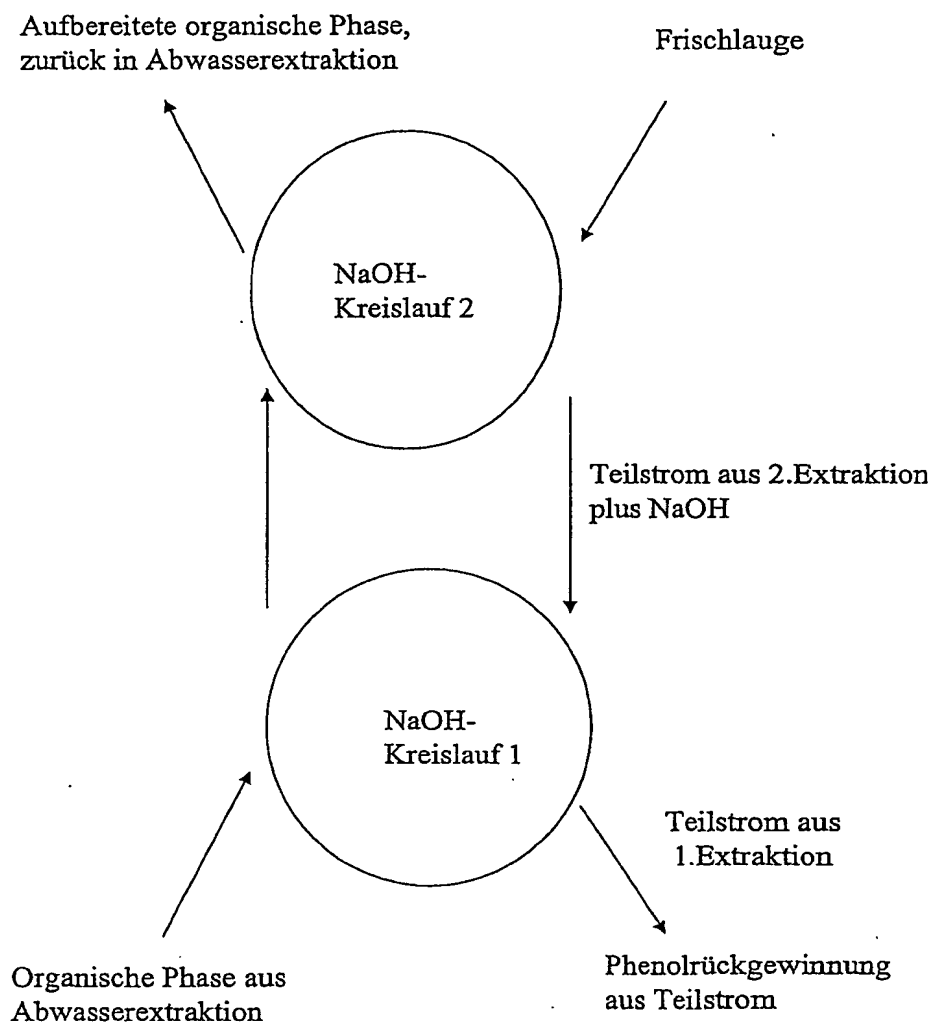 Aufbereitete organische Phase,
zurück in Abwasserextraktion
Frischlauge
NaOH-
Kreislauf 2
Teilstrom aus 2.Extraktion
plus NaOH
NaOH-
Kreislauf 1
Teilstrom aus
1.Extraktion
Organische Phase aus
Abwasserextraktion
Phenolrückgewinnung
aus Teilstrom